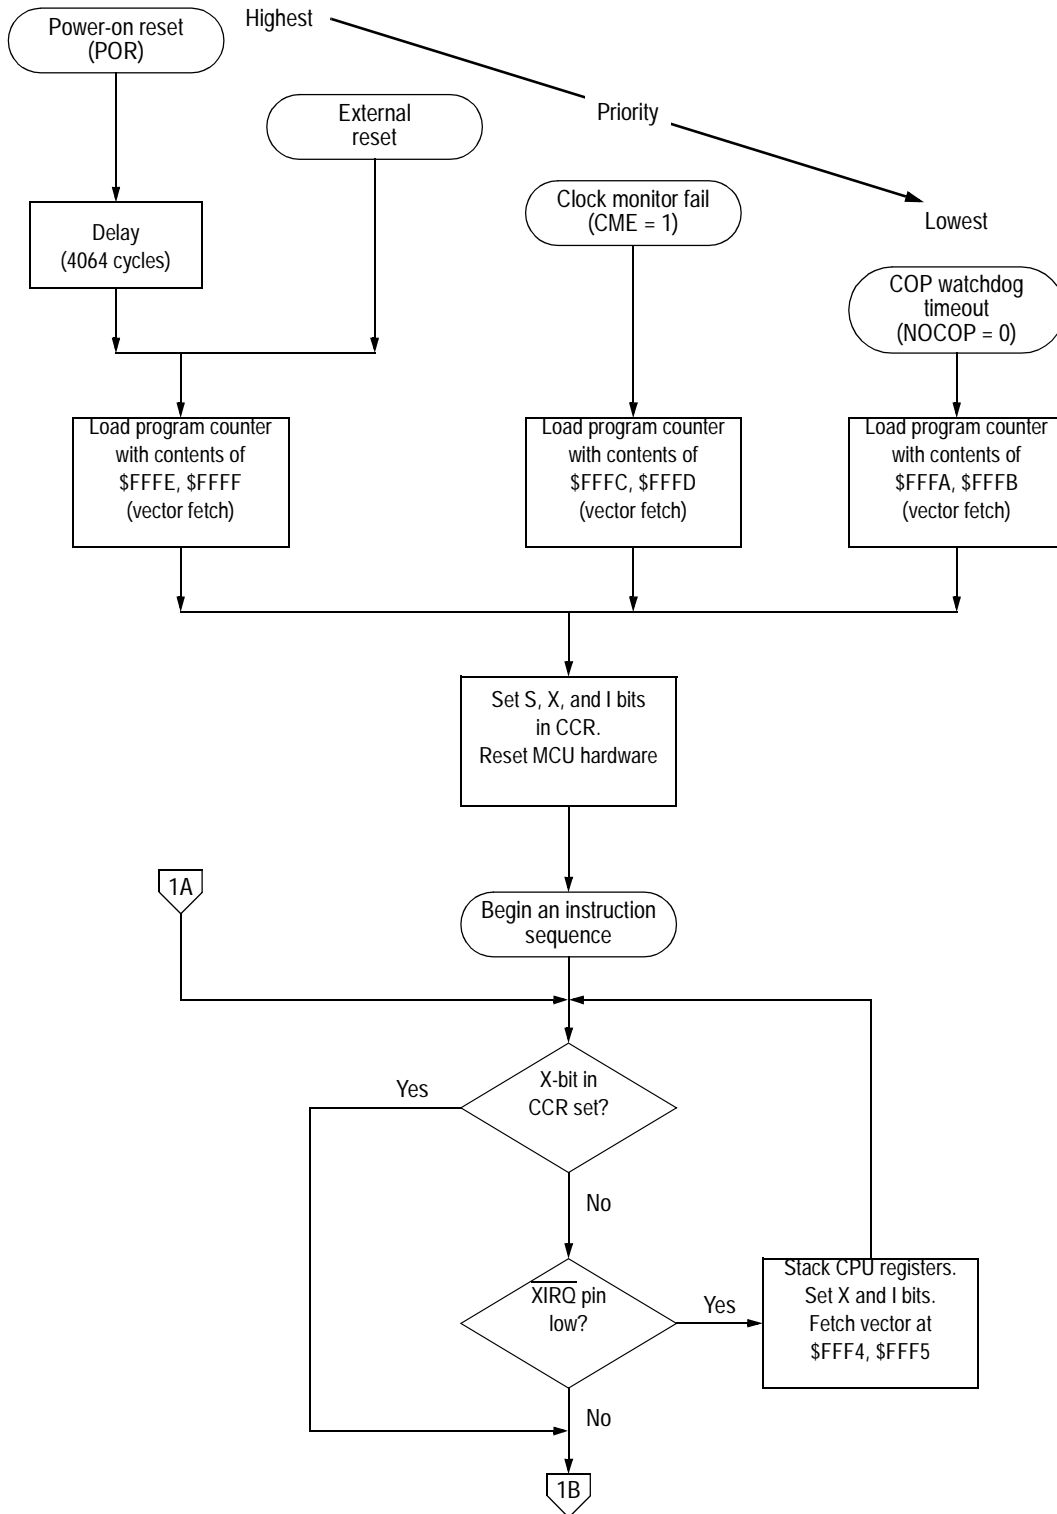 Power-on reset
(POR)
Highest
External
reset
Priority
Clock monitor fail
(CME = 1)
Lowest
Delay
(4064 cycles)
COP watchdog
timeout
(NOCOP = 0)
Load program counter
with contents of
$FFFE, $FFFF
(vector fetch)
Load program counter
with contents of
$FFFC, $FFFD
(vector fetch)
Load program counter
with contents of
$FFFA, $FFFB
(vector fetch)
Set S, X, and I bits
in CCR.
Reset MCU hardware
1A
Begin an instruction
sequence
Yes
X-bit in
CCR set?
No
XIRQ pin
low?
Yes
Stack CPU registers.
Set X and I bits.
Fetch vector at
$FFF4, $FFF5
No
1B